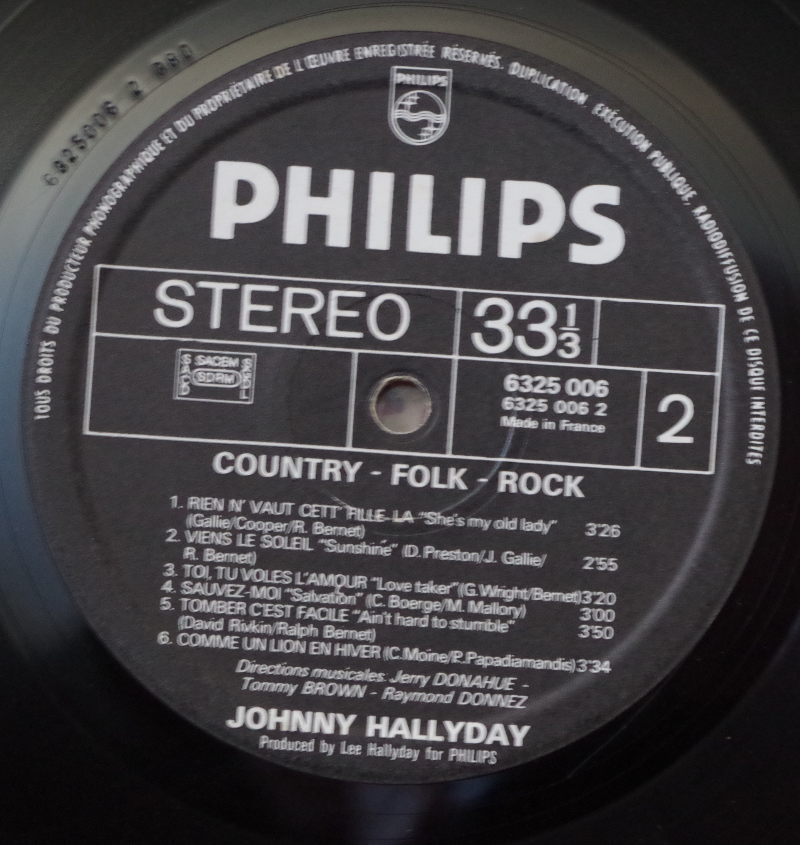 6325006 2 380
TOUS DROITS DU PRODUCTEUR PHONOGRAPHIQUE ET DU PROPRIÉTAIRE DE L'ŒUVRE ENREGISTRÉE RÉSERVÉS. DUPLICATION, EXÉCUTION PUBLIQUE, RADIODIFFUSION DE CE DISQUE INTERDITES
PHILIPS
PHILIPS
STEREO
33 1/3
SACEM
SDRM
SACD
SGDL
6325 006
6325 006 2
Made in France
2
COUNTRY - FOLK - ROCK
1. RIEN N' VAUT CETT' FILLE-LA "She's my old lady"
(Gallie/Cooper/R. Bernet) 3'26
2. VIENS LE SOLEIL "Sunshine" (D. Preston/J. Gallie/
R. Bernet) 2'55
3. TOI, TU VOLES L'AMOUR "Love taker" (G. Wright/Bernet) 3'20
4. SAUVEZ-MOI "Salvation" (C. Boerge/M. Mallory) 3'00
5. TOMBER C'EST FACILE "Ain't hard to stumble" 3'50
(David Rivkin/Ralph Bernet)
6. COMME UN LION EN HIVER (C. Moine/P. Papadiamandis) 3'34
Directions musicales: Jerry DONAHUE -
Tommy BROWN - Raymond DONNEZ
JOHNNY HALLYDAY
Produced by Lee Hallyday for PHILIPS